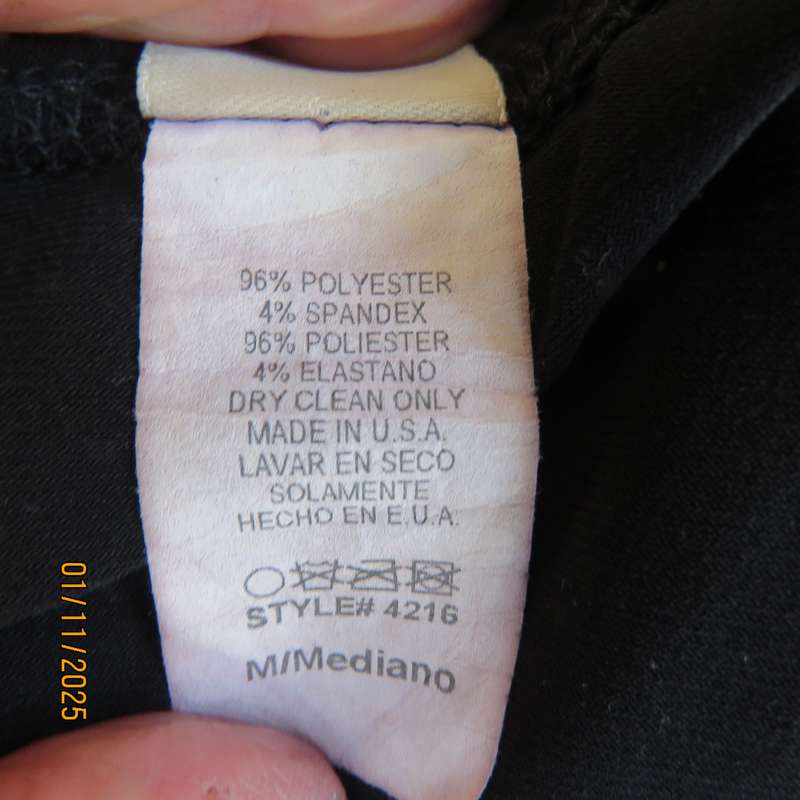 96% POLYESTER
4% SPANDEX
96% POLIESTER
4% ELASTANO
DRY CLEAN ONLY
MADE IN U.S.A.
LAVAR EN SECO
SOLAMENTE
HECHO EN E.U.A.
STYLE# 4216
M/Mediano
01/11/2025